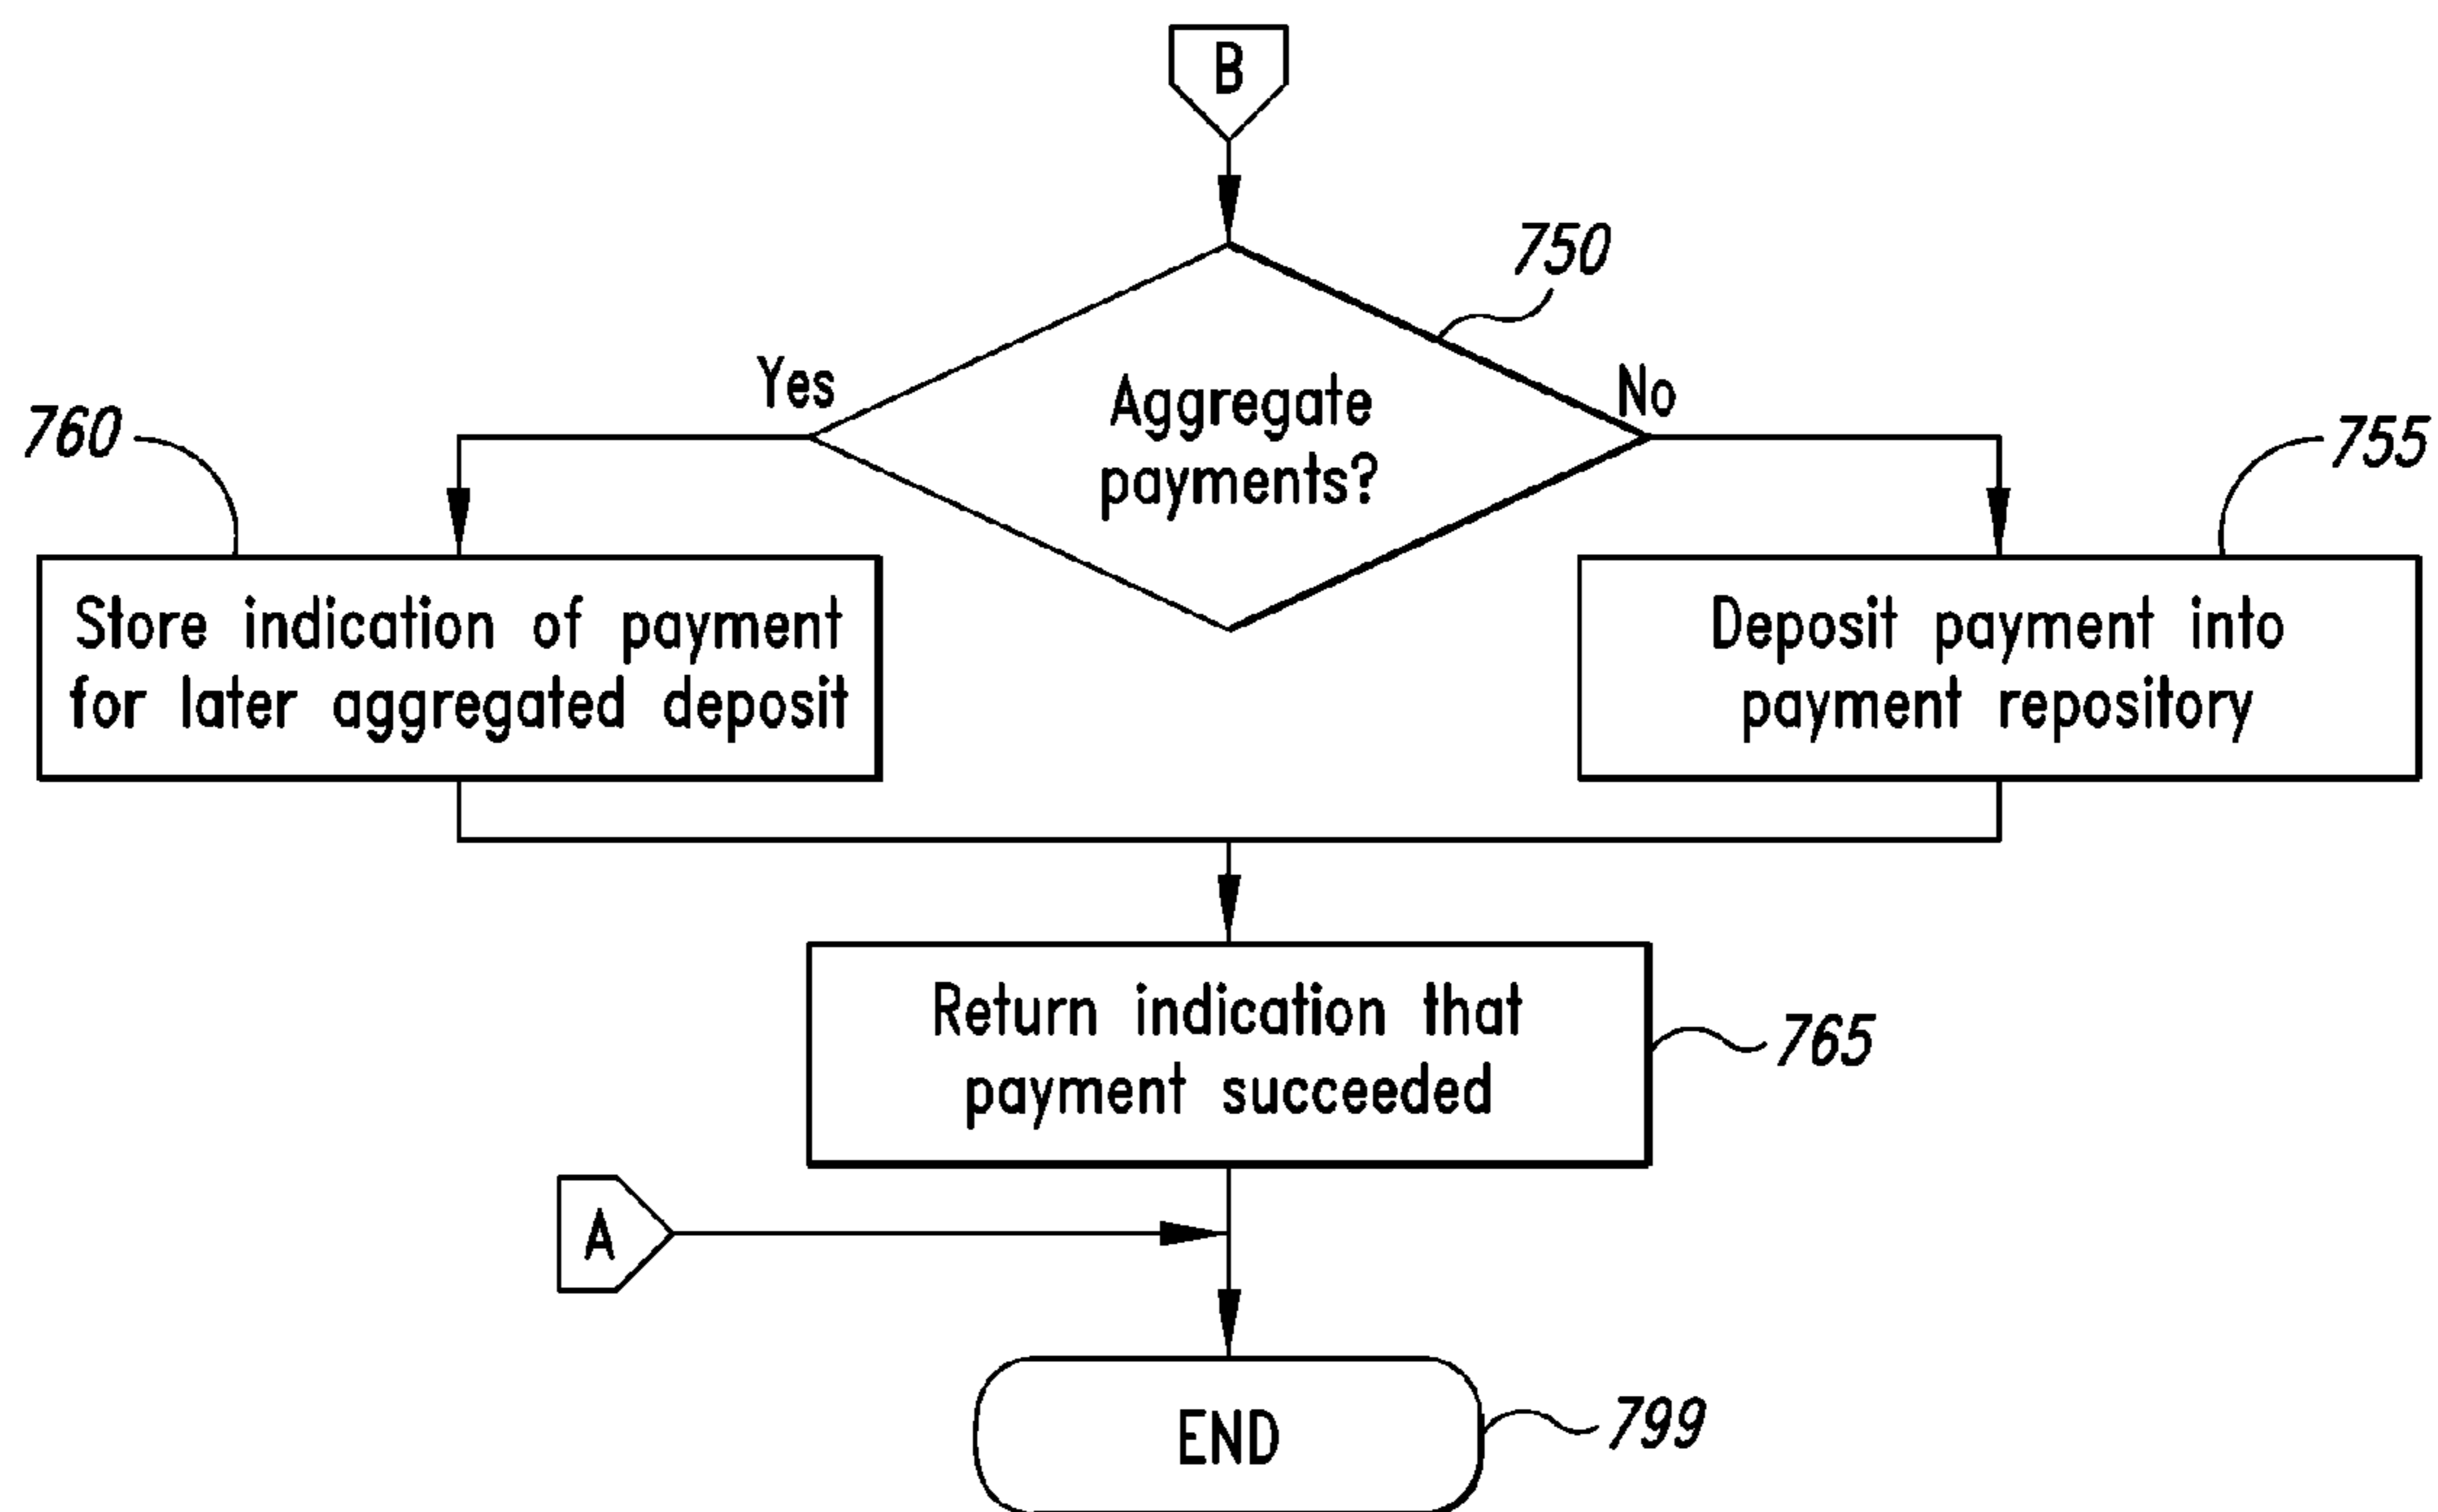 B
750
Aggregate
payments?
Yes
No
760
755
Store indication of payment
for later aggregated deposit
Deposit payment into
payment repository
Return indication that
payment succeeded
765
A
END
799